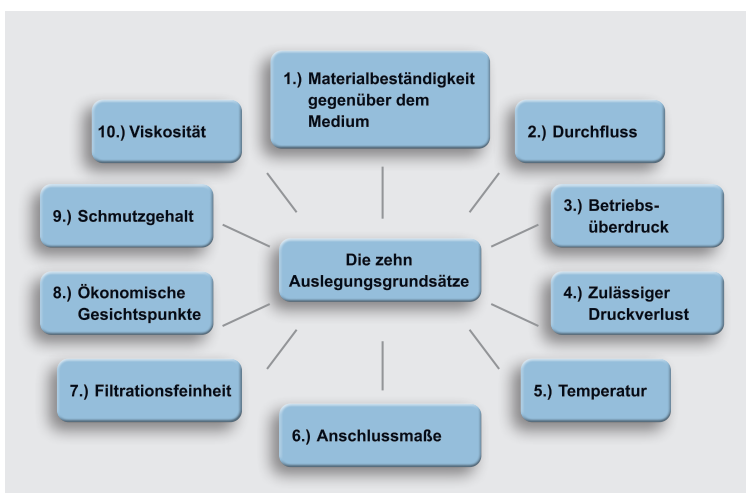 1.) Materialbeständigkeit
gegenüber dem
Medium
2.) Durchfluss
3.) Betriebs-
überdruck
4.) Zulässiger
Druckverlust
5.) Temperatur
6.) Anschlussmaße
7.) Filtrationsfeinheit
8.) Ökonomische
Gesichtspunkte
9.) Schmutzgehalt
10.) Viskosität
Die zehn
Auslegungsgrundsätze